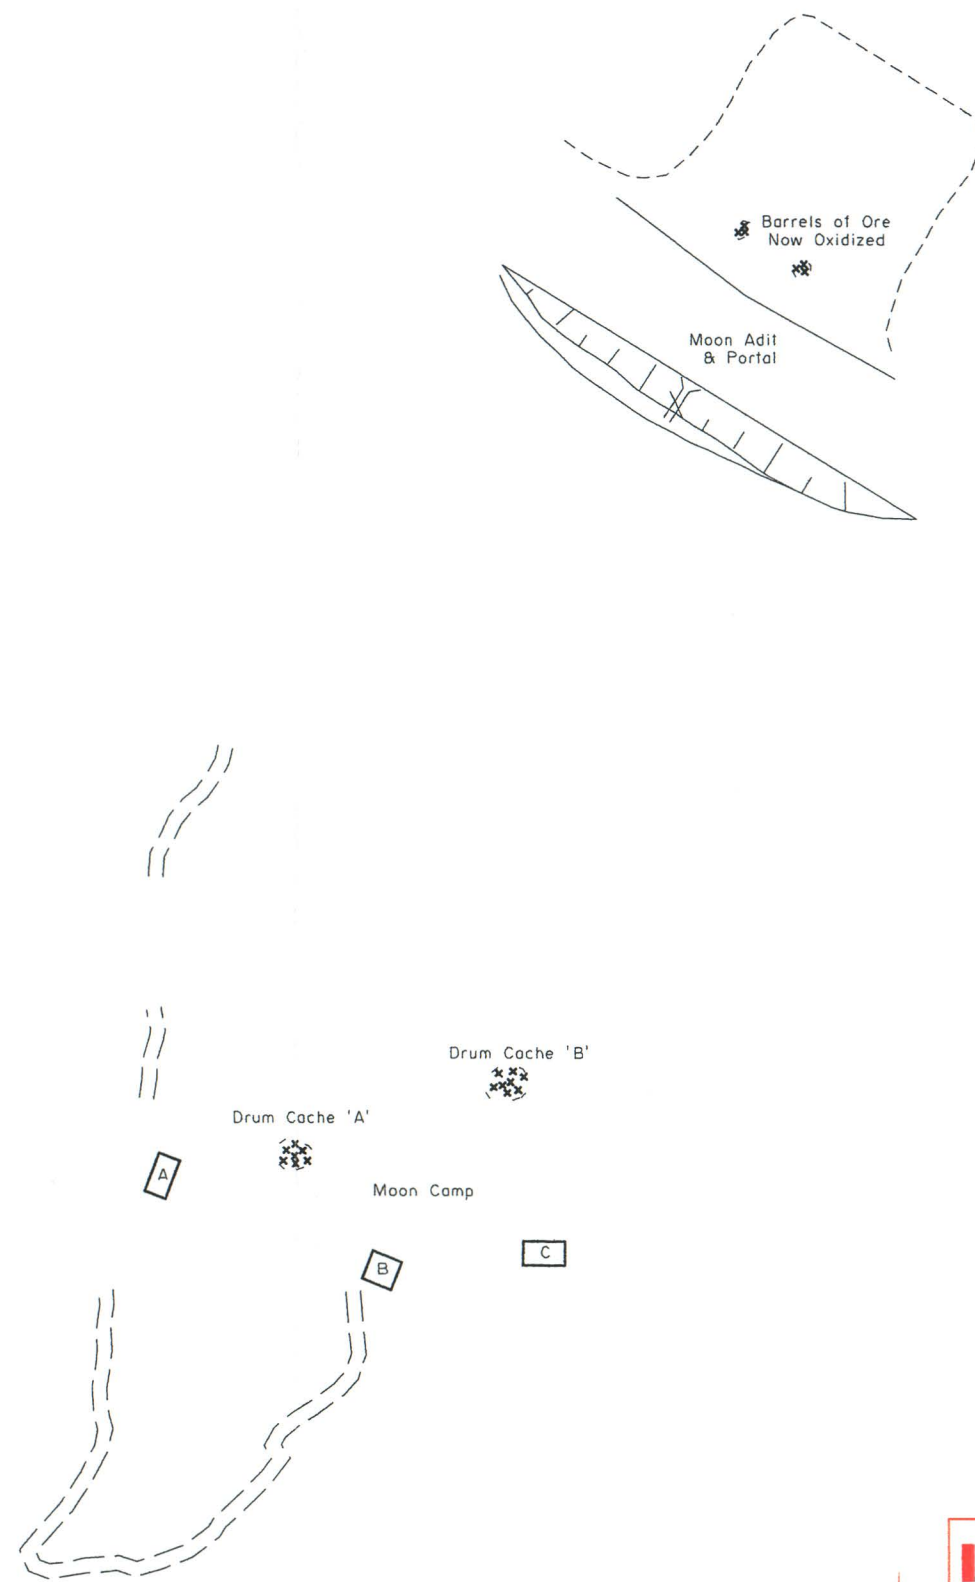 Barrels of Ore
Now Oxidized
Moon Adit
& Portal
Drum Cache 'B'
Drum Cache 'A'
A
Moon Camp
C
B